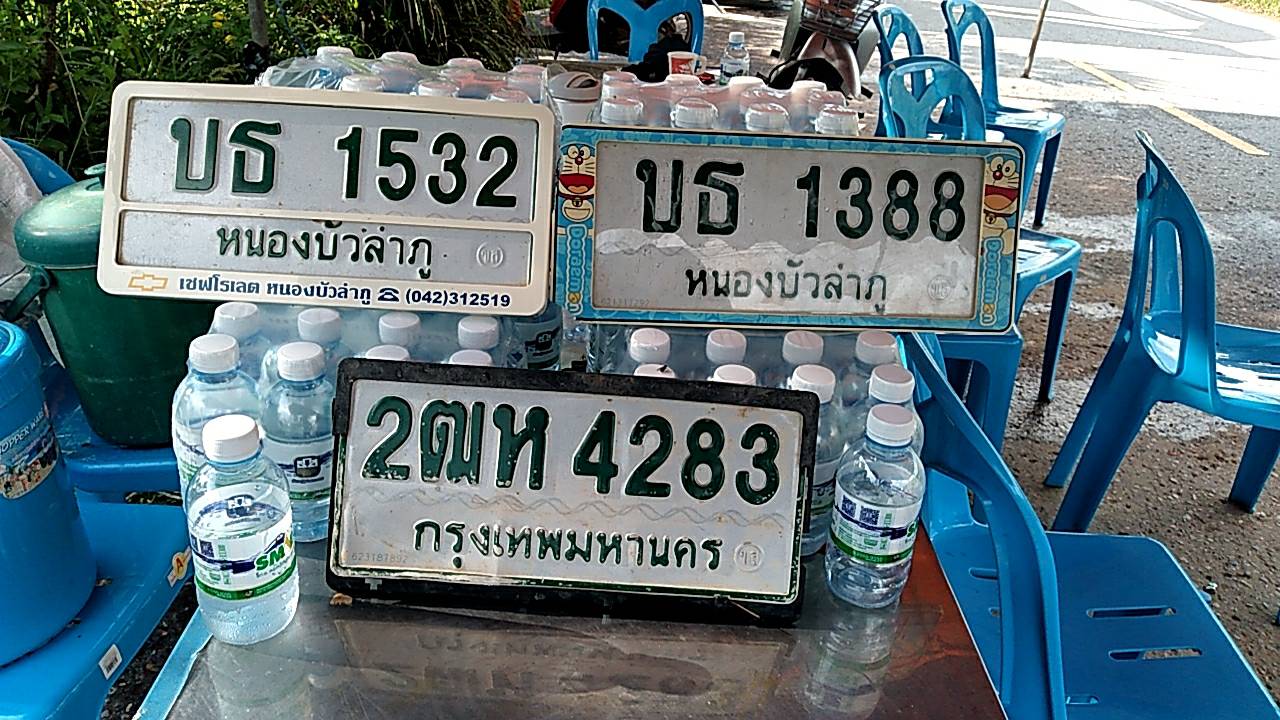 บธ 1532
หนองบัวลำภู
เชฟโรเลต หนองบัวลำภู ☎ (042)312519
บธ 1388
หนองบัวลำภู
Doraemon
Doraemon
2ฒห 4283
กรุงเทพมหานคร
SM